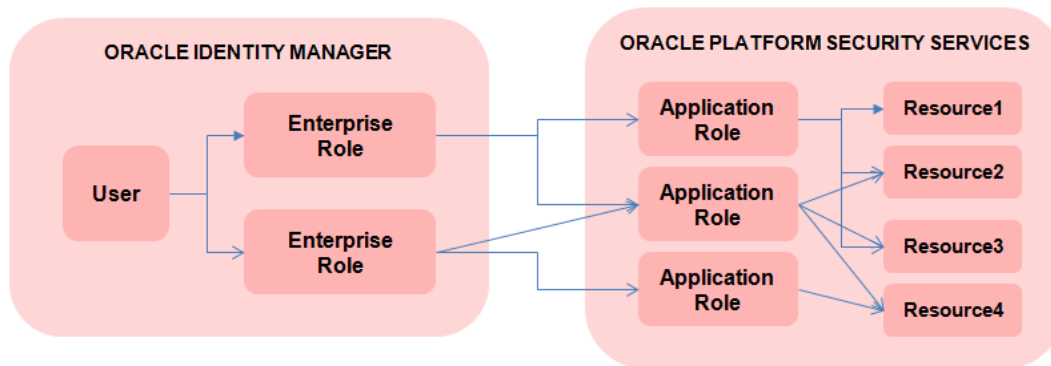 ORACLE IDENTITY MANAGER
User
Enterprise
Role
Enterprise
Role
ORACLE PLATFORM SECURITY SERVICES
Application
Role
Application
Role
Application
Role
Resource1
Resource2
Resource3
Resource4